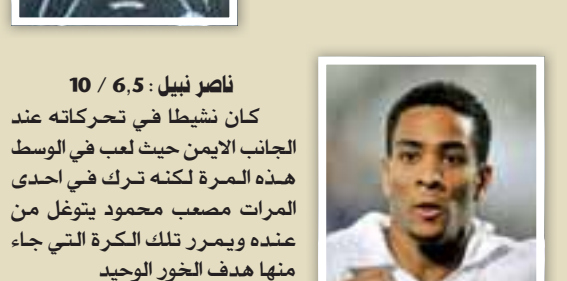 ناصر نبيل : 6,5 / 10
كان نشيطا في تحركاته عند
الجانب الايمن حيث لعب في الوسط
هذه المرة لكنه ترك في احدى
المرات مصعب محمود يتوغل من
عنده ويمرر تلك الكرة التي جاء
منها هدف الخور الوحيد